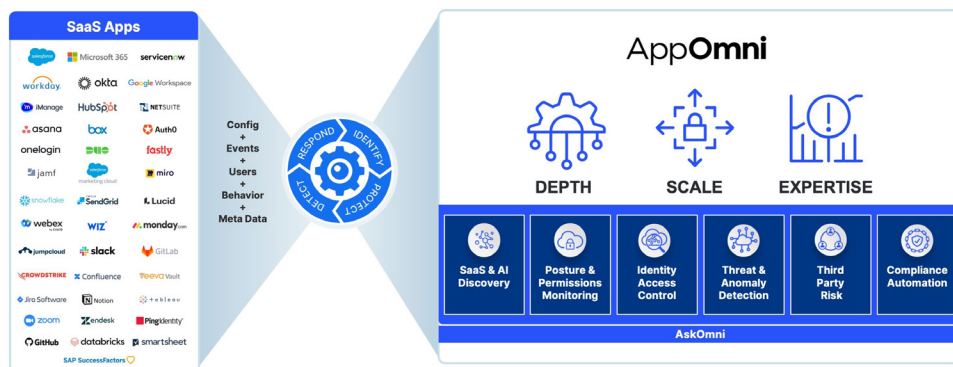 SaaS Apps
salesforce
Microsoft 365
servicenow
workday.
okta
Google Workspace
iManage
HubSpot
NETSUITE
asana
box
Auth0
onelogin
DUO
fastly
jamf
salesforce
marketing cloud
miro
snowflake
SendGrid
Lucid
webex
by CISCO
WIZ
monday.com
jumpcloud
slack
GitLab
CROWDSTRIKE
Confluence
Veeva Vault
Jira Software
Notion
+ a b l e a u
zoom
zendesk
PingIdentity
GitHub
databricks
smartsheet
SAP SuccessFactors
Config
+
Events
+
Users
+
Behavior
+
Meta Data
RESPOND
IDENTIFY
PROTECT
DETECT
AppOmni
DEPTH
SCALE
EXPERTISE
SaaS & AI
Discovery
Posture &
Permissions
Monitoring
Identity
Access
Control
Threat &
Anomaly
Detection
Third
Party
Risk
Compliance
Automation
AskOmni